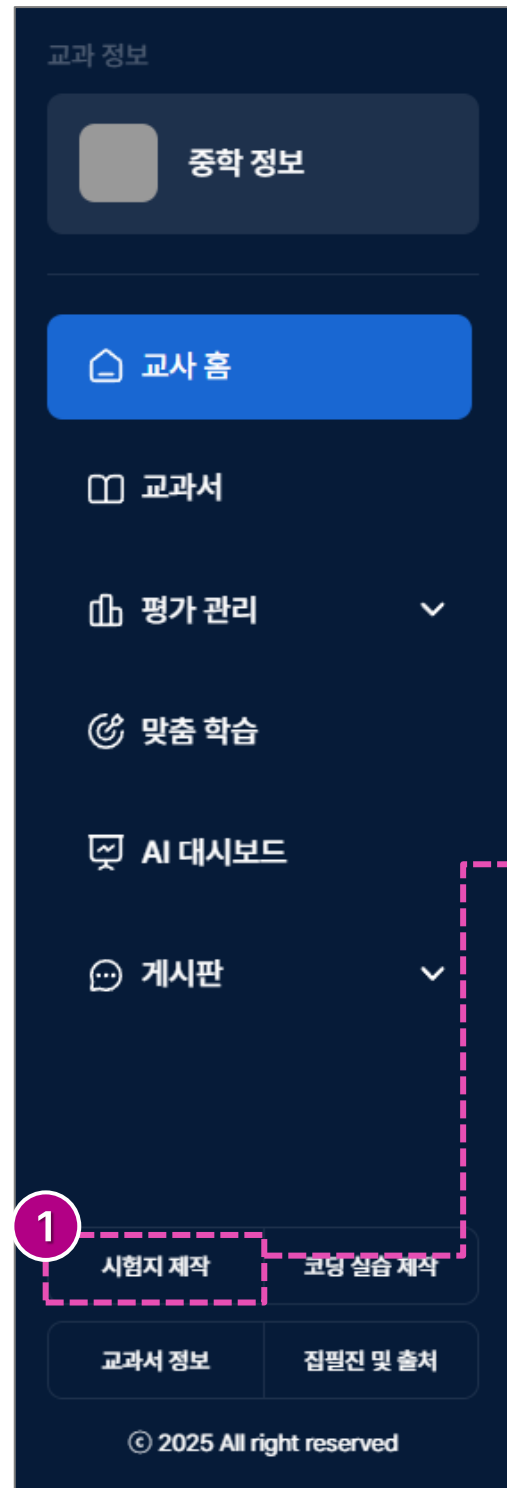 교과 정보
중학 정보
교사 홈
교과서
평가 관리
맞춤 학습
AI 대시보드
게시판
1
시험지 제작 코딩 실습 제작
교과서 정보 집필진 및 출처
ⓒ 2025 All right reserved